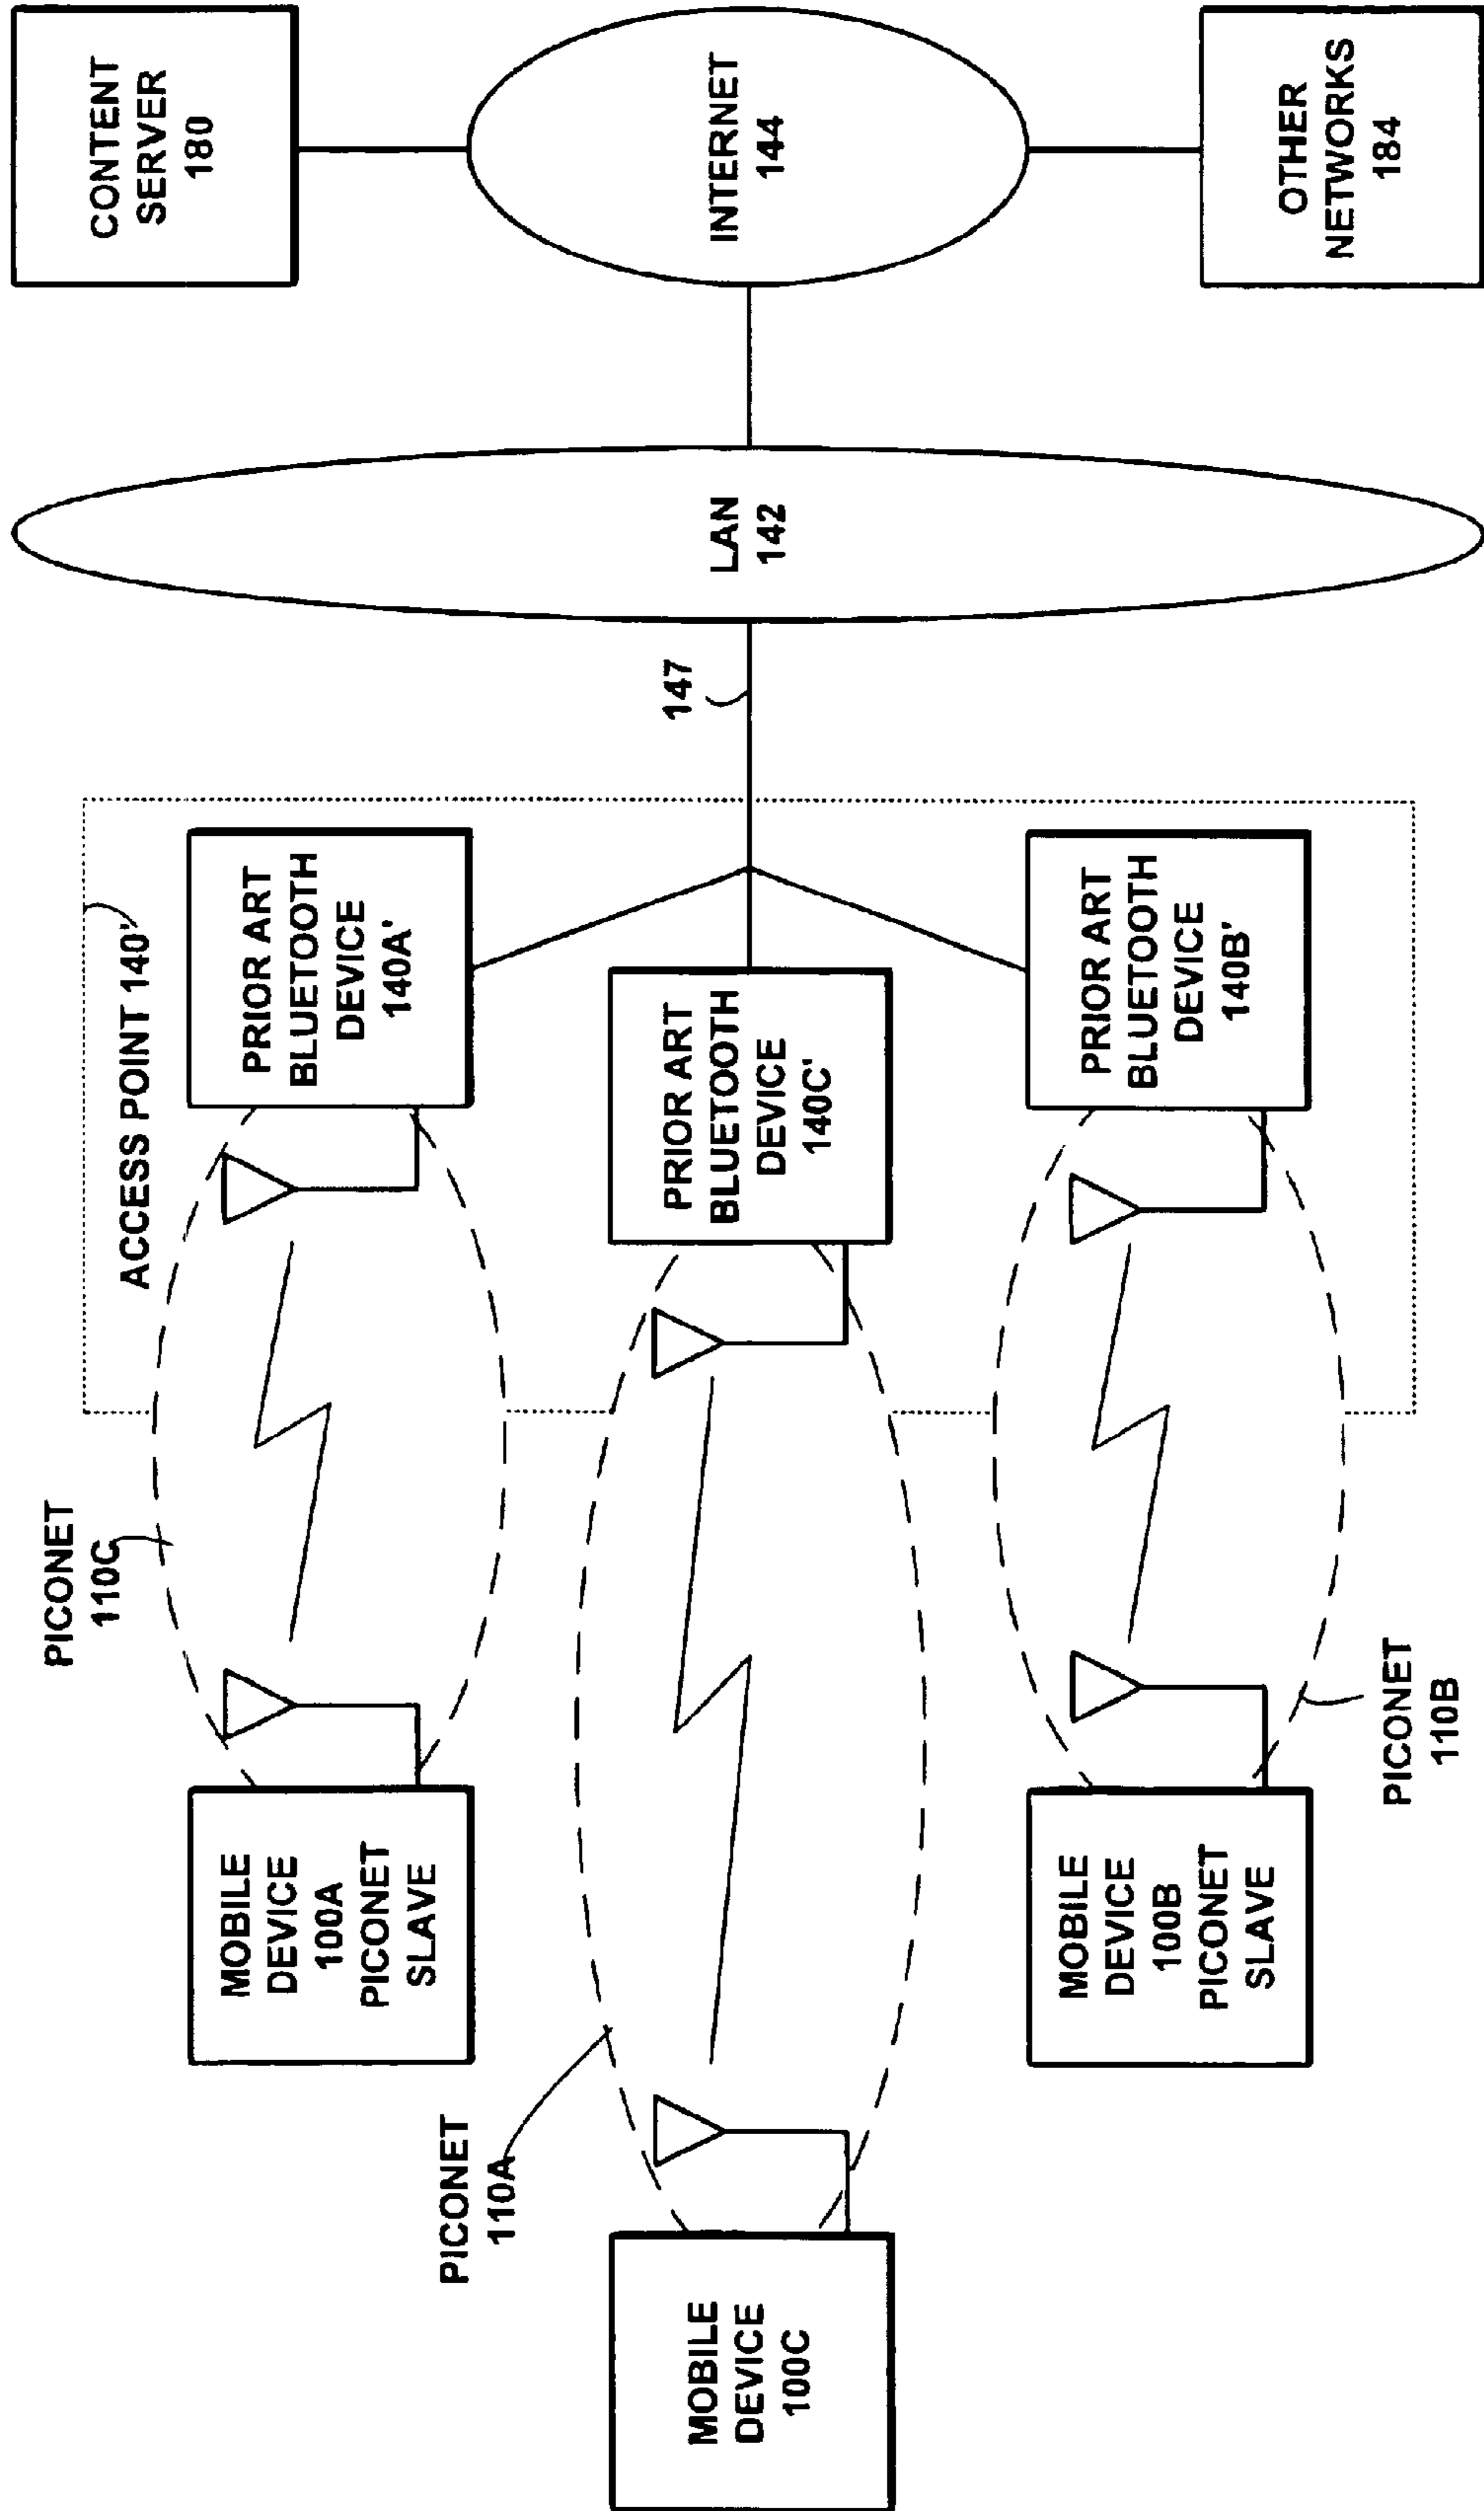 CONTENT
SERVER
180
INTERNET
144
OTHER
NETWORKS
184
LAN
142
147
ACCESS POINT 140'
PRIOR ART
BLUETOOTH
DEVICE
140A'
PRIOR ART
BLUETOOTH
DEVICE
140C'
PRIOR ART
BLUETOOTH
DEVICE
140B'
PICONET
110C
PICONET
110A
PICONET
110B
MOBILE
DEVICE
100A
PICONET
SLAVE
MOBILE
DEVICE
100C
MOBILE
DEVICE
100B
PICONET
SLAVE